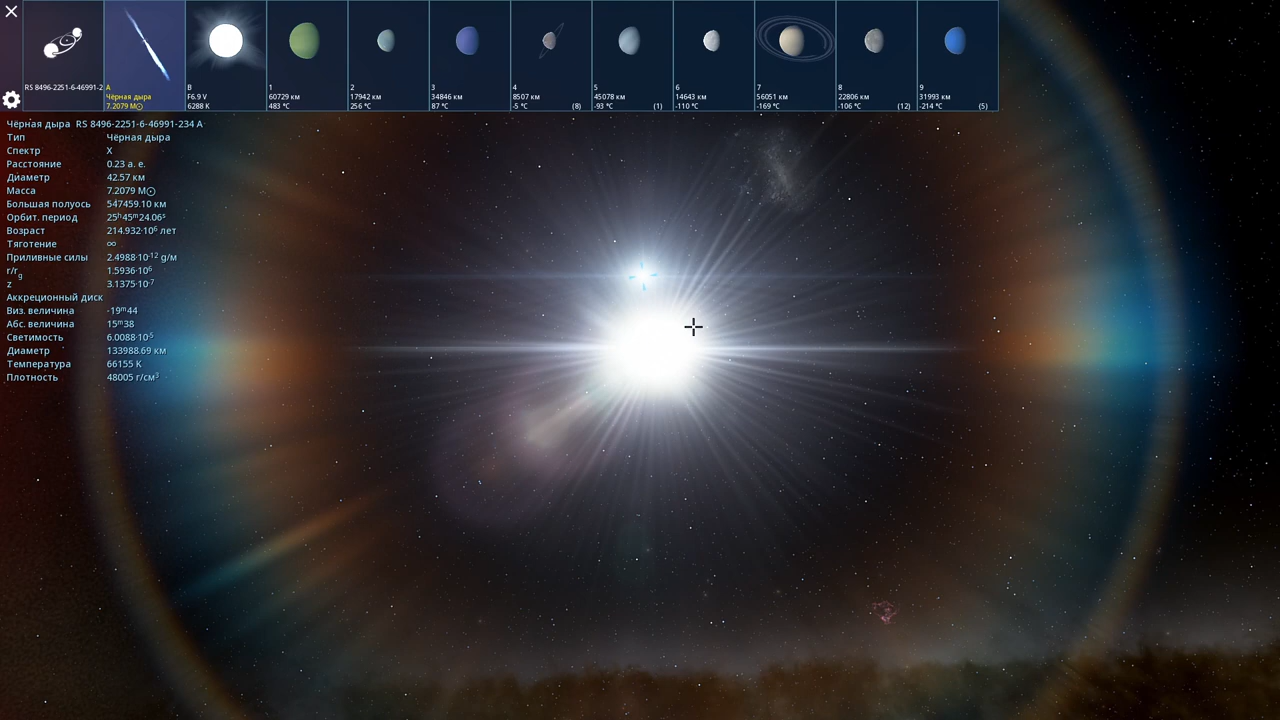 RS 8496-2251-6-46991-2
A
Чёрная дыра
7.2079 M☉
B
F6.9 V
6288 K
1
60729 км
483 °C
2
17942 км
256 °C
3
34846 км
87 °C
4
8507 км
-5 °C (8)
5
45078 км
-93 °C (1)
6
14643 км
-110 °C
7
56051 км
-169 °C
8
22806 км
-106 °C (12)
9
31993 км
-214 °C (5)
Чёрная дыра RS 8496-2251-6-46991-234 A
Тип Чёрная дыра
Спектр X
Расстояние 0.23 а. е.
Диаметр 42.57 км
Масса 7.2079 M☉
Большая полуось 547459.10 км
Орбит. период 25ʰ45ᵐ24.06ˢ
Возраст 214.932·10⁶ лет
Тяготение ∞
Приливные силы 2.4988·10⁻¹² g/м
r/rg 1.5936·10⁶
z 3.1375·10⁻⁷
Аккреционный диск
Виз. величина -19ᵐ44
Абс. величина 15ᵐ38
Светимость 6.0088·10⁻⁵
Диаметр 133988.69 км
Температура 66155 K
Плотность 48005 г/см³